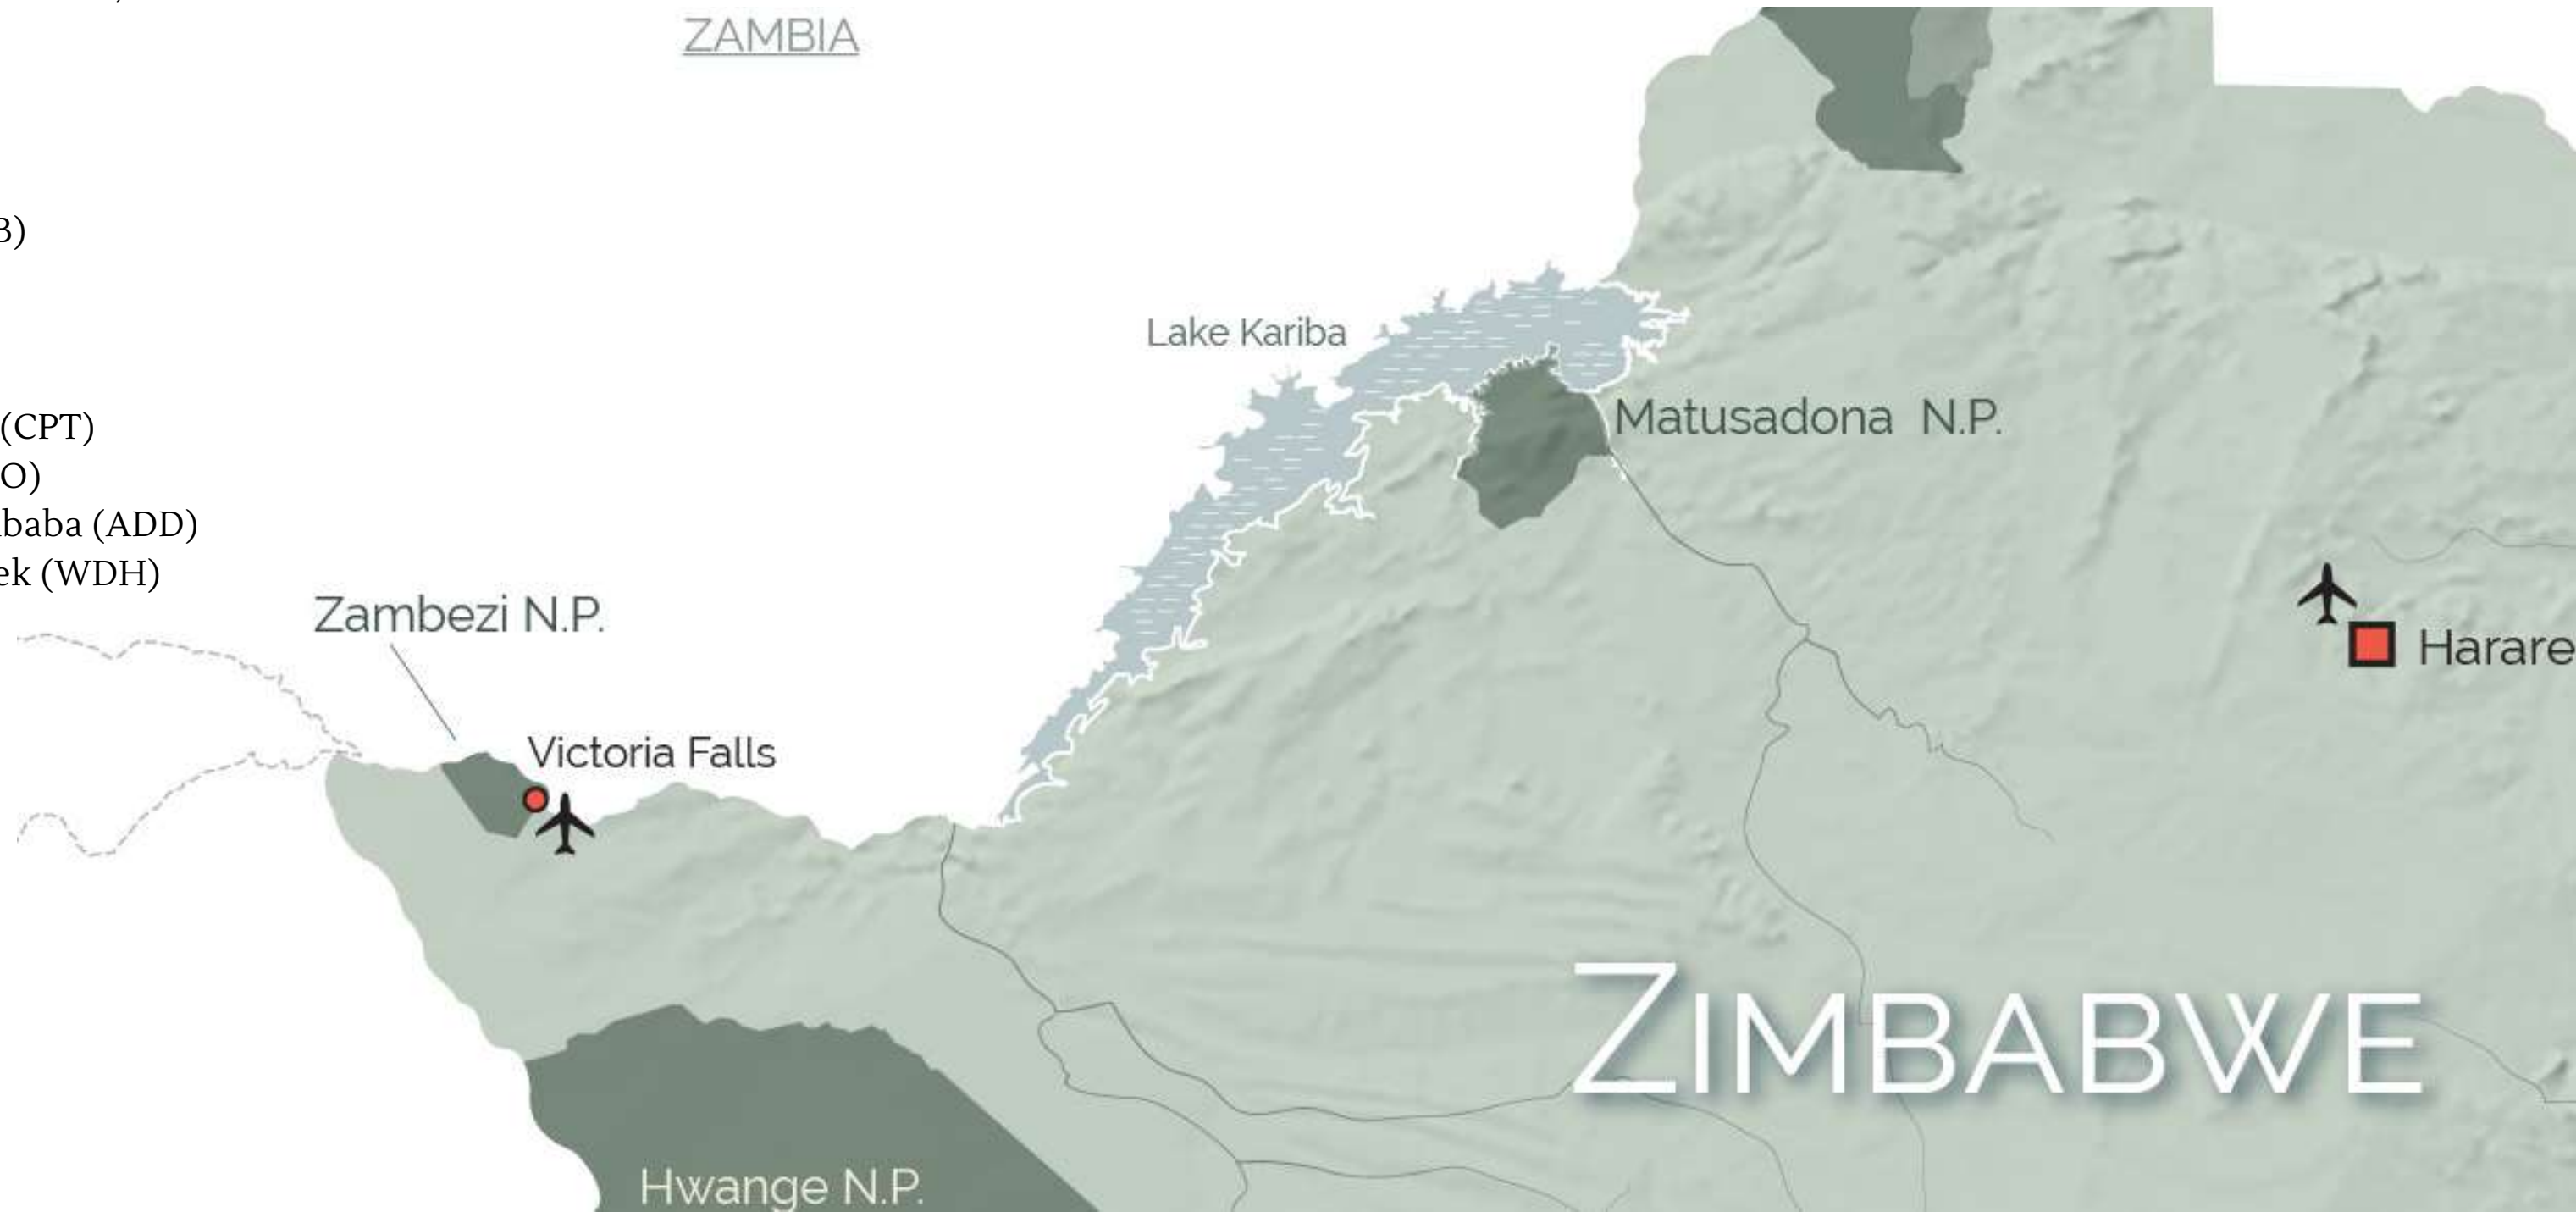 ZAMBIA
B)
Lake Kariba
(CPT)
Matusadona N.P.
O)
baba (ADD)
ek (WDH)
Zambezi N.P.
Harare
Victoria Falls
ZIMBABWE
Hwange N.P.